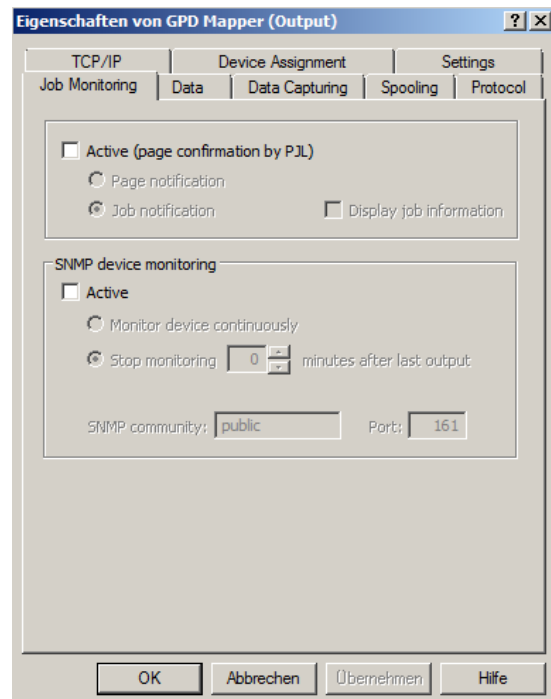 Eigenschaften von GPD Mapper (Output)
TCP/IP Device Assignment Settings
Job Monitoring Data Data Capturing Spooling Protocol
Active (page confirmation by PJL)
Page notification
Job notification Display job information
SNMP device monitoring
Active
Monitor device continuously
Stop monitoring 0 minutes after last output
SNMP community: public Port: 161
OK Abbrechen Übernehmen Hilfe